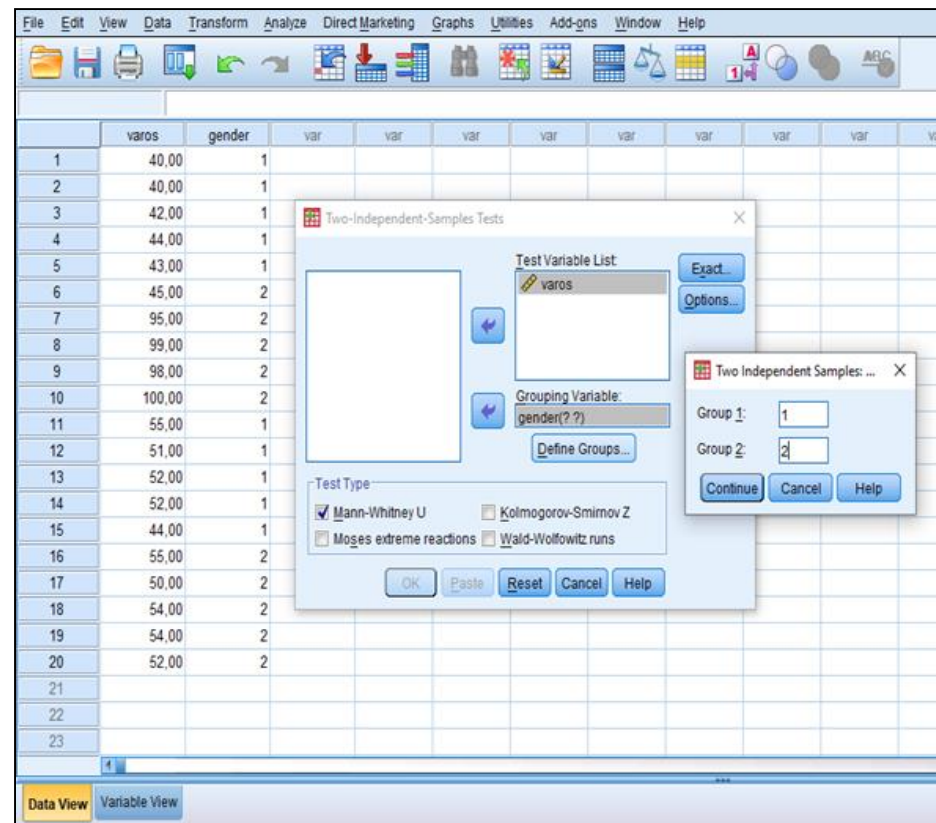 File Edit View Data Transform Analyze Direct Marketing Graphs Utilities Add-ons Window Help
A
1
ABC
varos gender var var var var var var var var
1 40,00 1
2 40,00 1
3 42,00 1
4 44,00 1
5 43,00 1
6 45,00 2
7 95,00 2
8 99,00 2
9 98,00 2
10 100,00 2
11 55,00 1
12 51,00 1
13 52,00 1
14 52,00 1
15 44,00 1
16 55,00 2
17 50,00 2
18 54,00 2
19 54,00 2
20 52,00 2
21
22
23
Two-Independent-Samples Tests
Test Variable List:
varos
Exact...
Options...
Grouping Variable:
gender(? ?)
Define Groups...
Test Type
Mann-Whitney U Kolmogorov-Smirnov Z
Moses extreme reactions Wald-Wolfowitz runs
OK Paste Reset Cancel Help
Two Independent Samples: ...
Group 1: 1
Group 2: 2
Continue Cancel Help
Data View Variable View